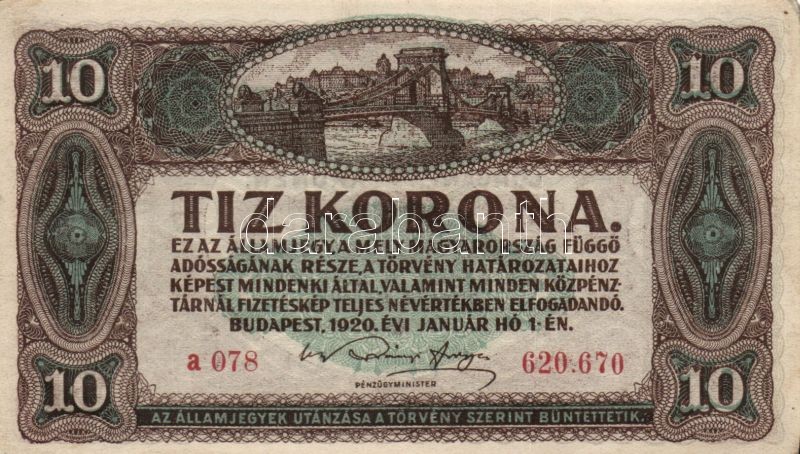 10
10
TIZ KORONA.
darabanth
EZ AZ ÁLLAMJEGY, A MELY MAGYARORSZÁG FÜGGŐ
ADÓSSÁGÁNAK RÉSZE, A TÖRVÉNY HATÁROZATAIHOZ
KÉPEST MINDENKI ÁLTAL, VALAMINT MINDEN KÖZPÉNZ-
TÁRNÁL FIZETÉSKÉP TELJES NÉVÉRTÉKBEN ELFOGADANDÓ.
BUDAPEST, 1920. ÉVI JANUÁR HÓ 1-ÉN.
a 078
620.670
PÉNZÜGYMINISTER
10
10
AZ ÁLLAMJEGYEK UTÁNZÁSA A TÖRVÉNY SZERINT BÜNTETTETIK.